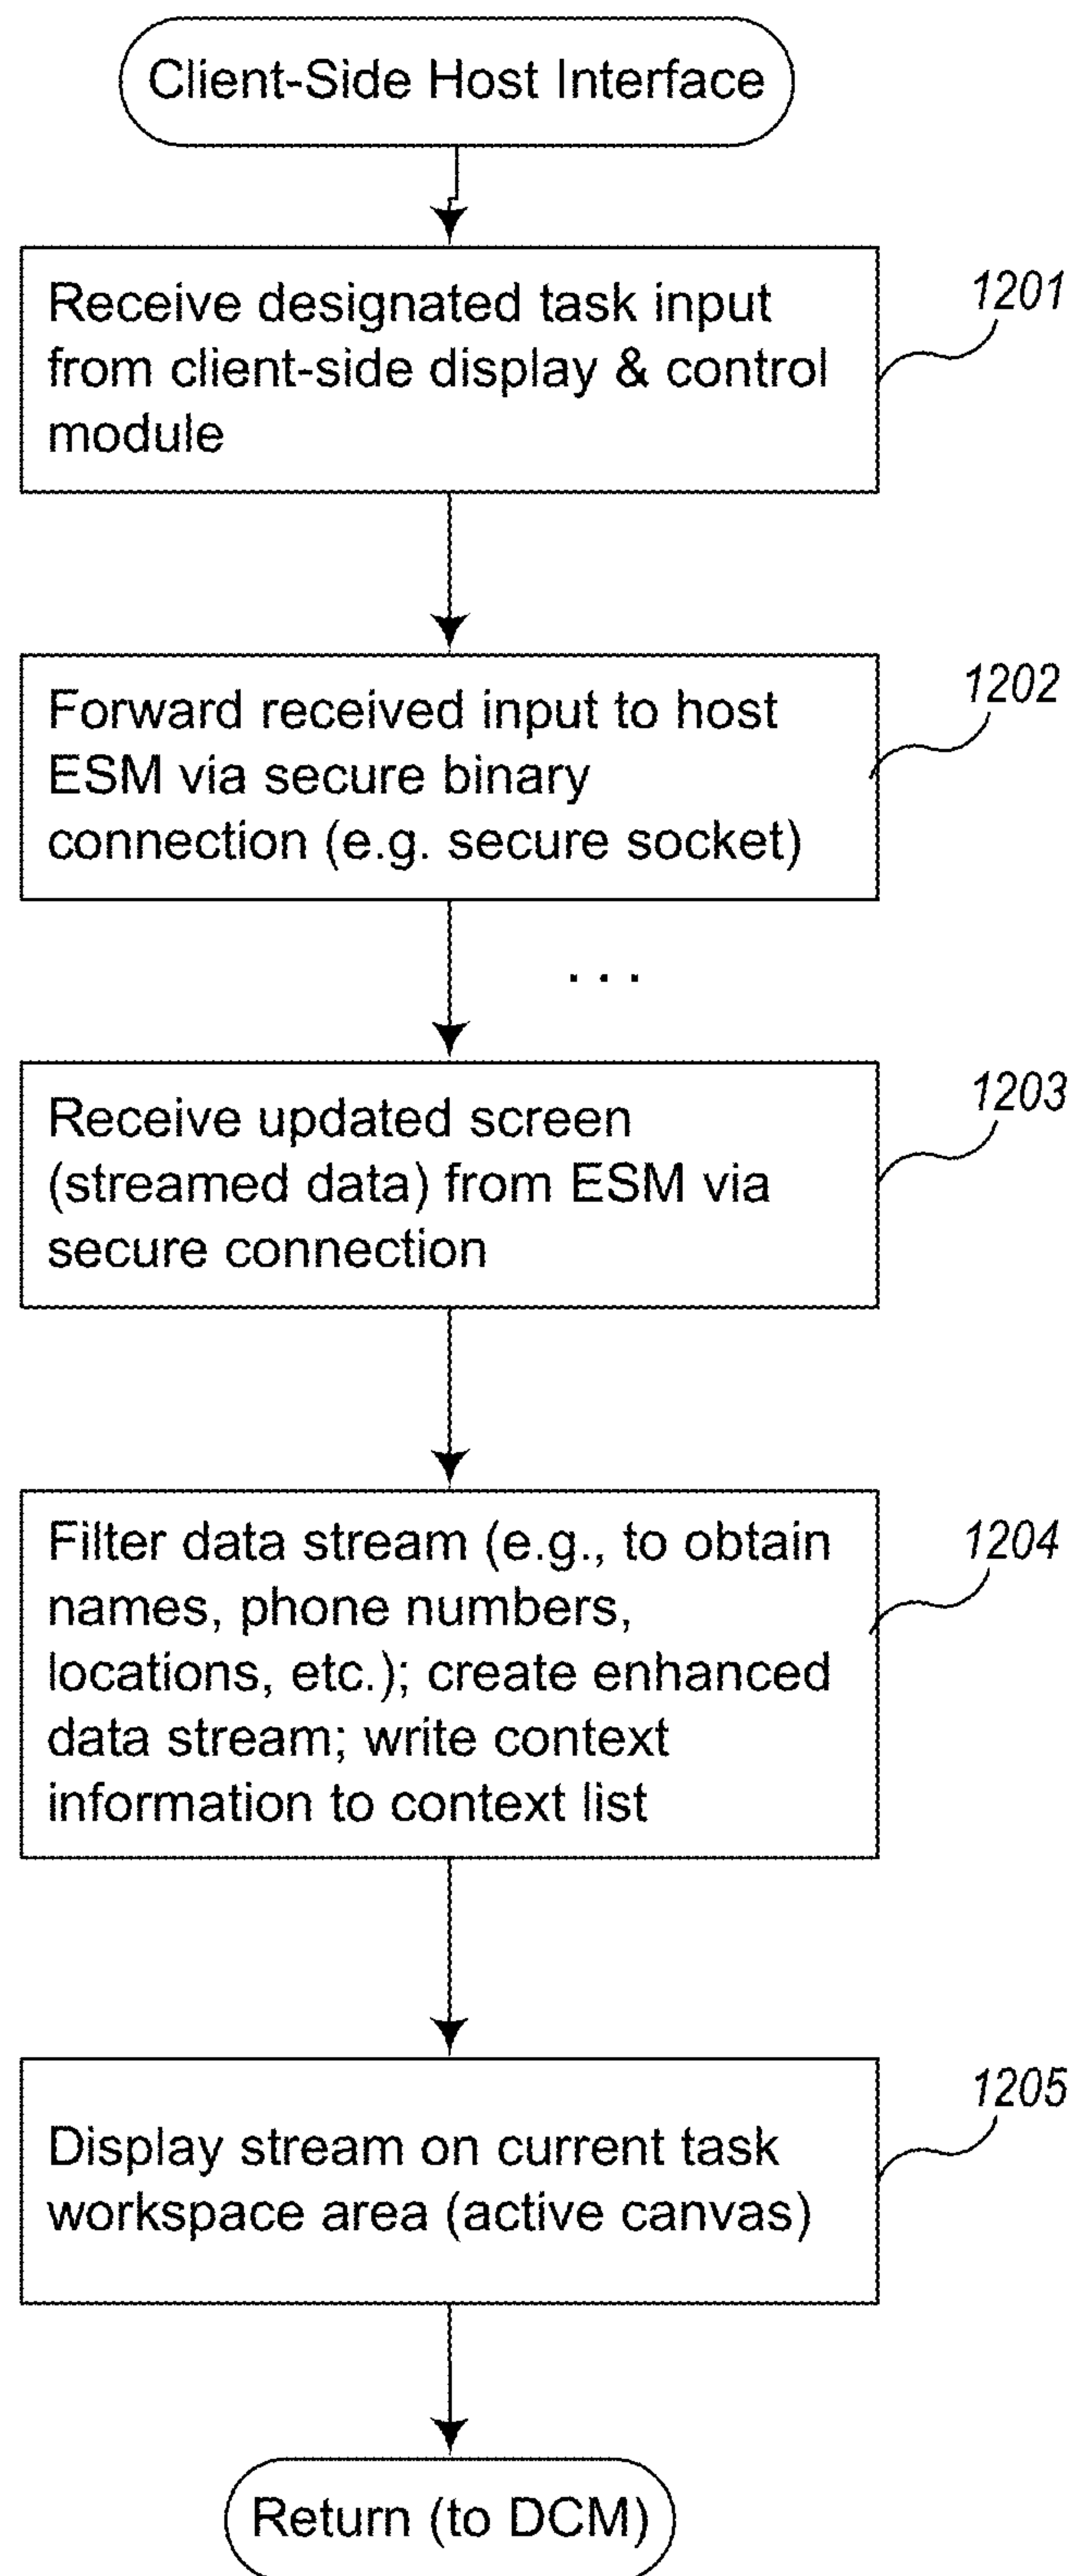 Client-Side Host Interface
Receive designated task input
from client-side display & control
module
1201
Forward received input to host
ESM via secure binary
connection (e.g. secure socket)
1202
. . .
Receive updated screen
(streamed data) from ESM via
secure connection
1203
Filter data stream (e.g., to obtain
names, phone numbers,
locations, etc.); create enhanced
data stream; write context
information to context list
1204
Display stream on current task
workspace area (active canvas)
1205
Return (to DCM)